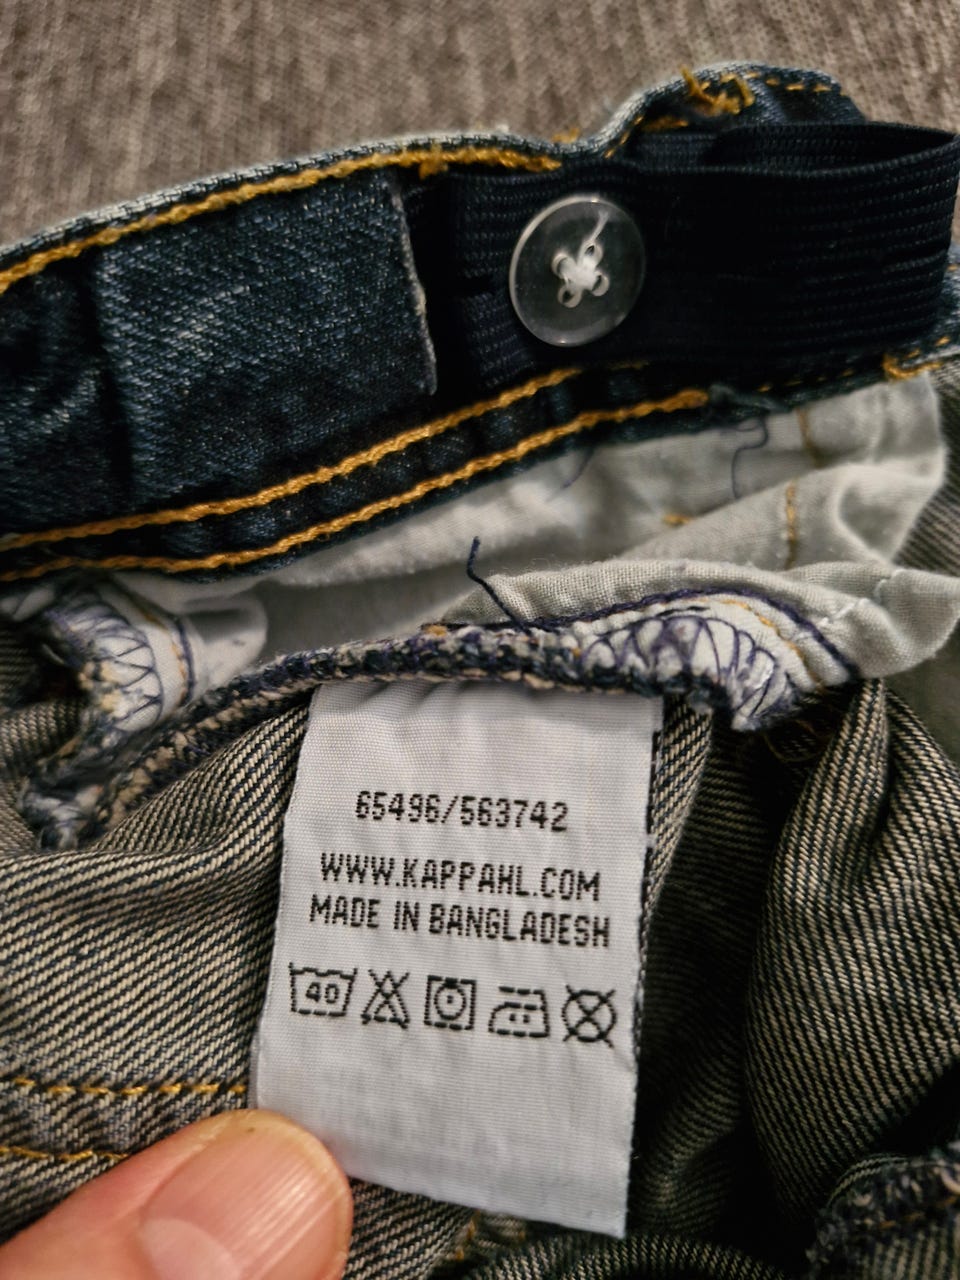 65496/563742
WWW.KAPPAHL.COM
MADE IN BANGLADESH
40